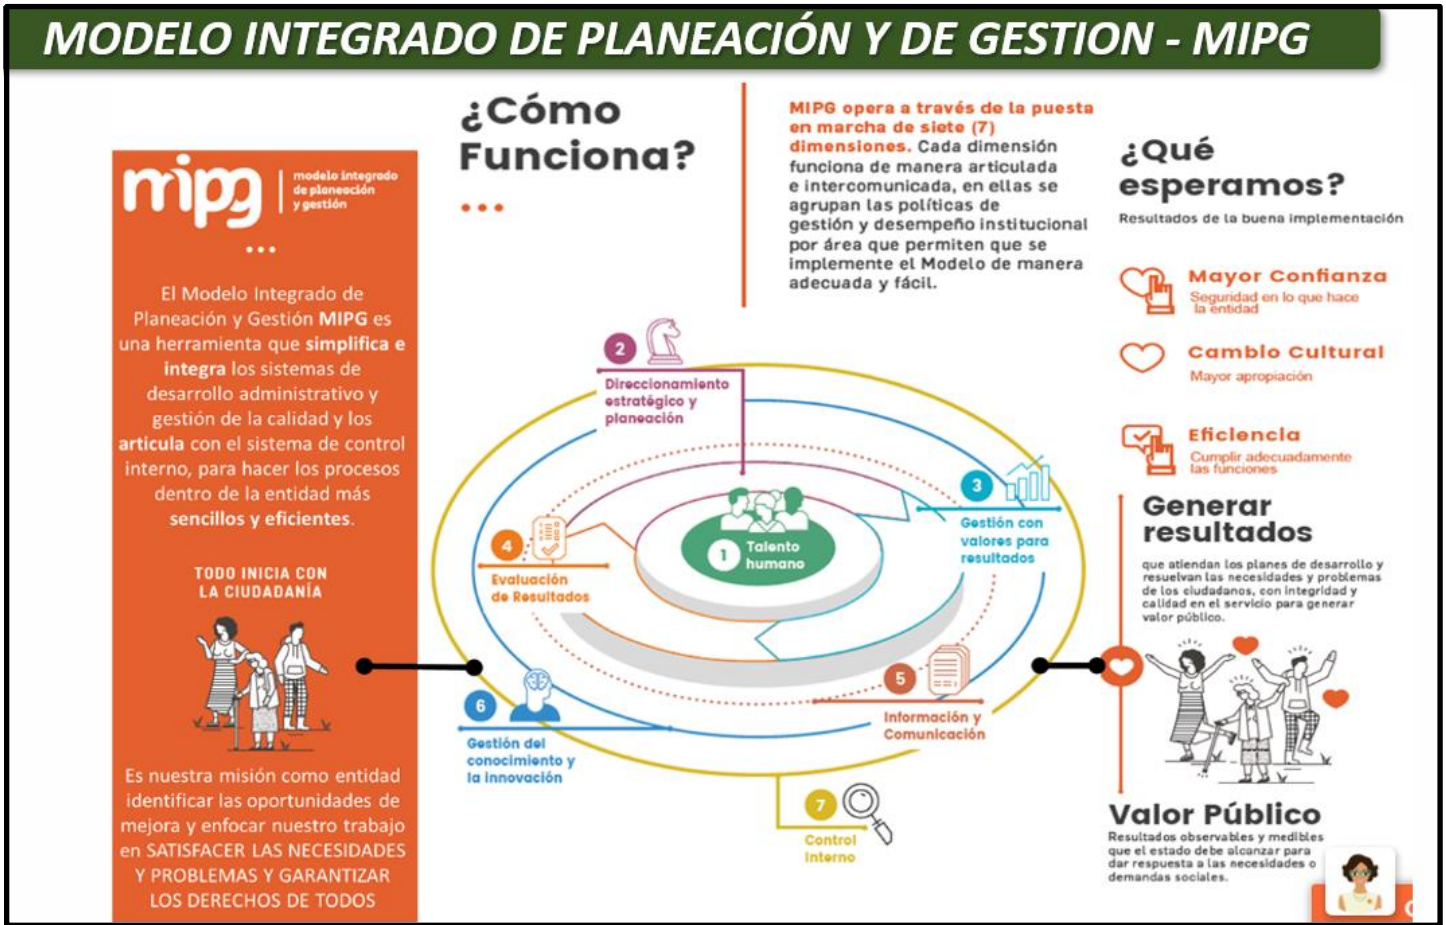 MODELO INTEGRADO DE PLANEACIÓN Y DE GESTION - MIPG
mipg
modelo integrado
de planeación
y gestión
El Modelo Integrado de
Planeación y Gestión MIPG es
una herramienta que simplifica e
integra los sistemas de
desarrollo administrativo y
gestión de la calidad y los
articula con el sistema de control
interno, para hacer los procesos
dentro de la entidad más
sencillos y eficientes.
TODO INICIA CON
LA CIUDADANÍA
Es nuestra misión como entidad
identificar las oportunidades de
mejora y enfocar nuestro trabajo
en SATISFACER LAS NECESIDADES
Y PROBLEMAS Y GARANTIZAR
LOS DERECHOS DE TODOS
¿Cómo
Funciona?
MIPG opera a través de la puesta
en marcha de siete (7)
dimensiones. Cada dimensión
funciona de manera articulada
e intercomunicada, en ellas se
agrupan las políticas de
gestión y desempeño institucional
por área que permiten que se
implemente el Modelo de manera
adecuada y fácil.
1
Talento
humano
2
Direccionamiento
estratégico y
planeación
3
Gestión con
valores para
resultados
4
Evaluación
de Resultados
5
Información y
Comunicación
6
Gestión del
conocimiento y
la innovación
7
Control
Interno
¿Qué
esperamos?
Resultados de la buena implementación
Mayor Confianza
Seguridad en lo que hace
la entidad
Cambio Cultural
Mayor apropiación
Eficiencia
Cumplir adecuadamente
las funciones
Generar
resultados
que atiendan los planes de desarrollo y
resuelvan las necesidades y problemas
de los ciudadanos, con integridad y
calidad en el servicio para generar
valor público.
Valor Público
Resultados observables y medibles
que el estado debe alcanzar para
dar respuesta a las necesidades o
demandas sociales.